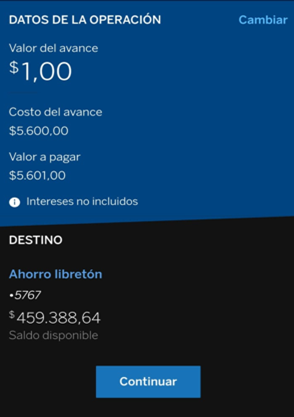 DATOS DE LA OPERACIÓN Cambiar
Valor del avance
$1,00
Costo del avance
$5.600,00
Valor a pagar
$5.601,00
Intereses no incluidos
DESTINO
Ahorro libretón
•5767
$459.388,64
Saldo disponible
Continuar